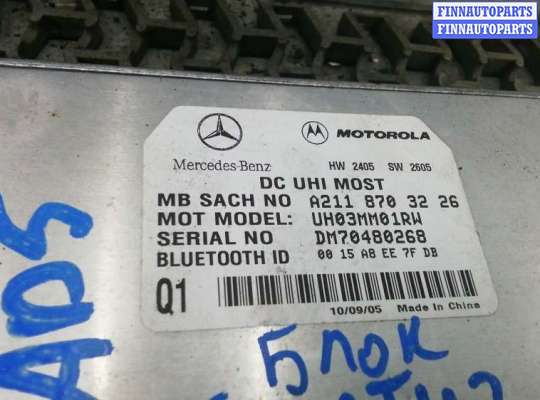 FINNAUTOPARTS
FINNAUTOPARTS
Mercedes-Benz
MOTOROLA
HW 2405 SW 2605
DC UHI MOST
MB SACH NO A211 870 32 26
MOT MODEL: UH03MM01RW
SERIAL NO DM70480268
BLUETOOTH ID 00 15 A8 EE 7F DB
Q1
10/09/05 Made In China
Блок